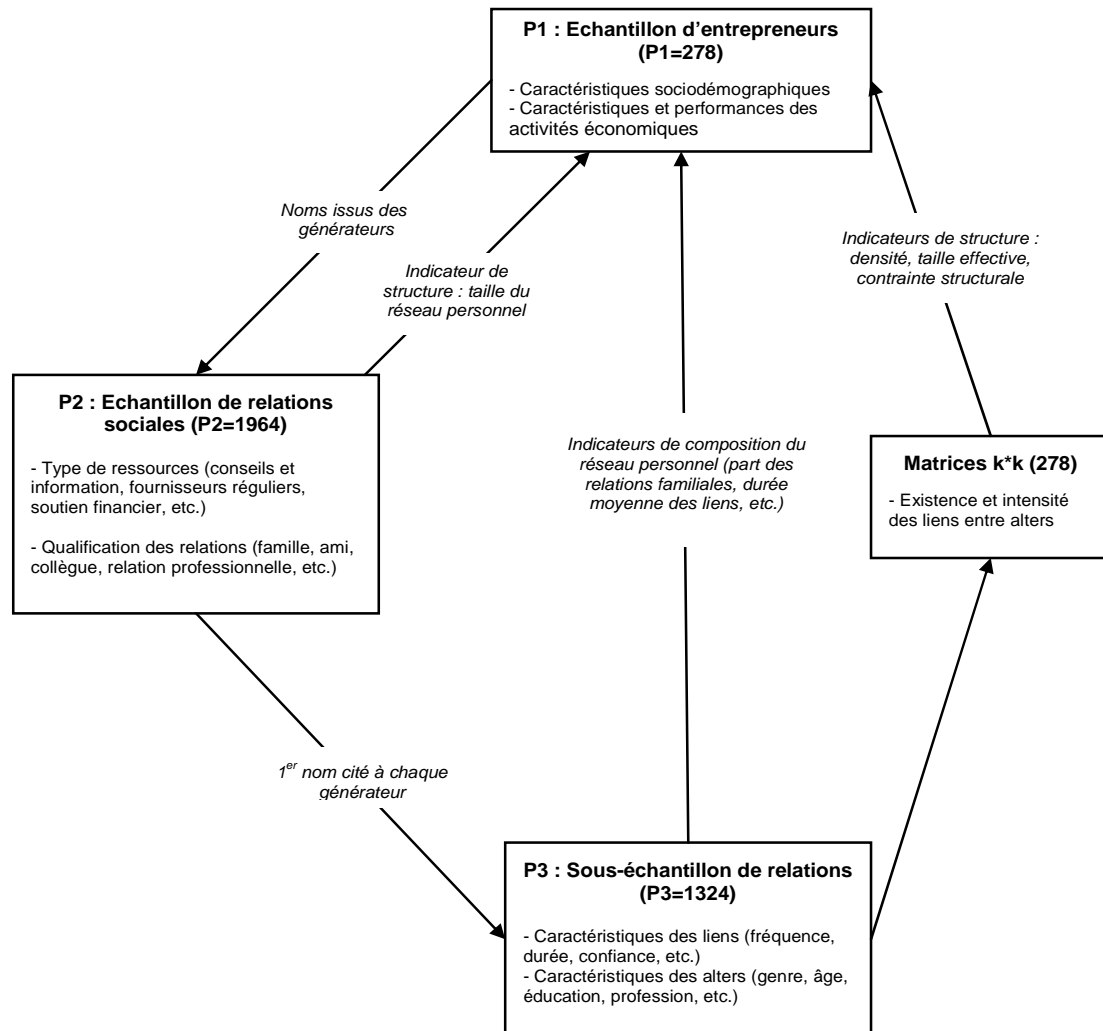 P1 : Echantillon d'entrepreneurs
(P1=278)
- Caractéristiques sociodémographiques
- Caractéristiques et performances des
activités économiques
Noms issus des
générateurs
Indicateur de
structure : taille du
réseau personnel
Indicateurs de structure :
densité, taille effective,
contrainte structurale
P2 : Echantillon de relations
sociales (P2=1964)
- Type de ressources (conseils et
information, fournisseurs réguliers,
soutien financier, etc.)
- Qualification des relations (famille, ami,
collègue, relation professionnelle, etc.)
Indicateurs de composition du
réseau personnel (part des
relations familiales, durée
moyenne des liens, etc.)
Matrices k*k (278)
- Existence et intensité
des liens entre alters
1er nom cité à chaque
générateur
P3 : Sous-échantillon de relations
(P3=1324)
- Caractéristiques des liens (fréquence,
durée, confiance, etc.)
- Caractéristiques des alters (genre, âge,
éducation, profession, etc.)